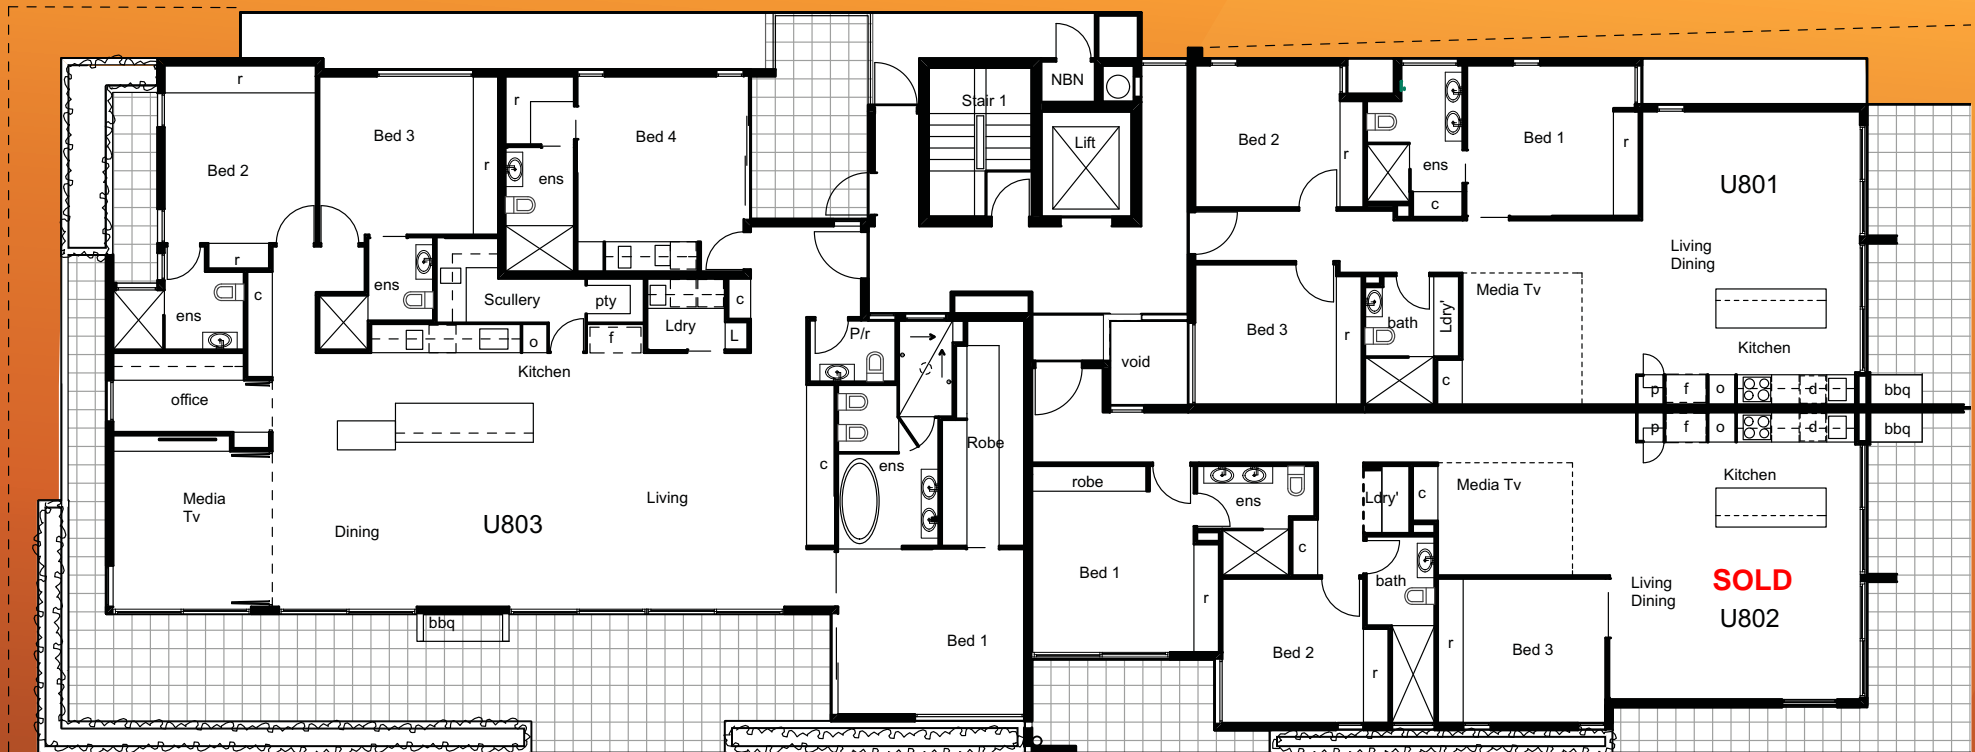 r
Bed 2
r
Bed 3
r
r
Bed 4
ens
ens
c
ens
Scullery
pty
f
o
Ldry
c
L
Kitchen
office
Media
Tv
Dining
U803
Living
bbq
P/r
c
ens
Robe
Bed 1
Stair 1
NBN
Lift
void
Bed 2
r
ens
c
Bed 1
r
U801
Living
Dining
Media Tv
Bed 3
r
bath
Ldry'
c
Kitchen
p
f
o
d
bbq
p
f
o
d
bbq
Kitchen
robe
ens
c
Ldry'
c
Media Tv
Bed 1
r
bath
Bed 2
r
r
Bed 3
Living
Dining
SOLD
U802